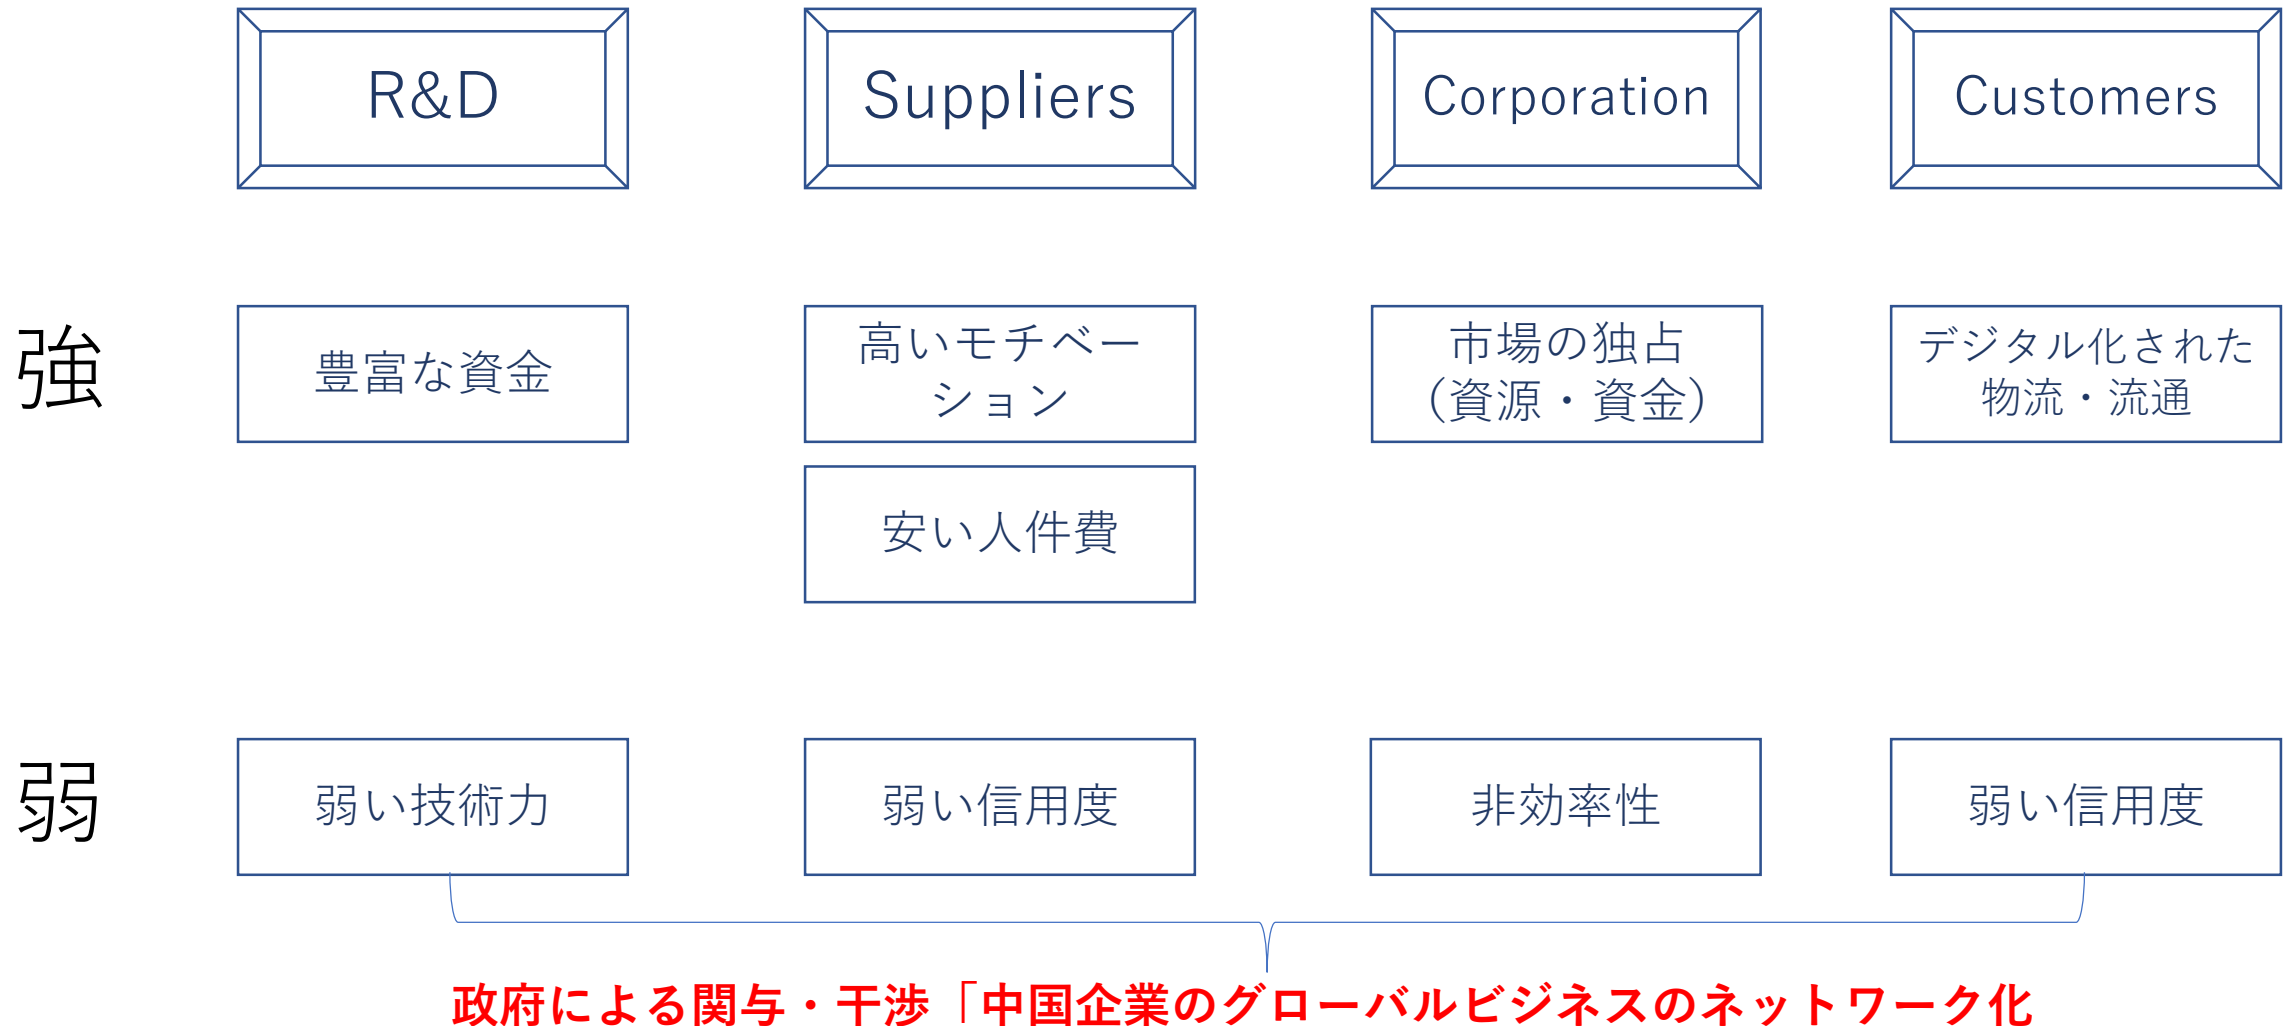 R&D
Suppliers
Corporation
Customers
強
豊富な資金
高いモチベー
ション
市場の独占
（資源・資金）
デジタル化された
物流・流通
安い人件費
弱
弱い技術力
弱い信用度
非効率性
弱い信用度
政府による関与・干渉「中国企業のグローバルビジネスのネットワーク化